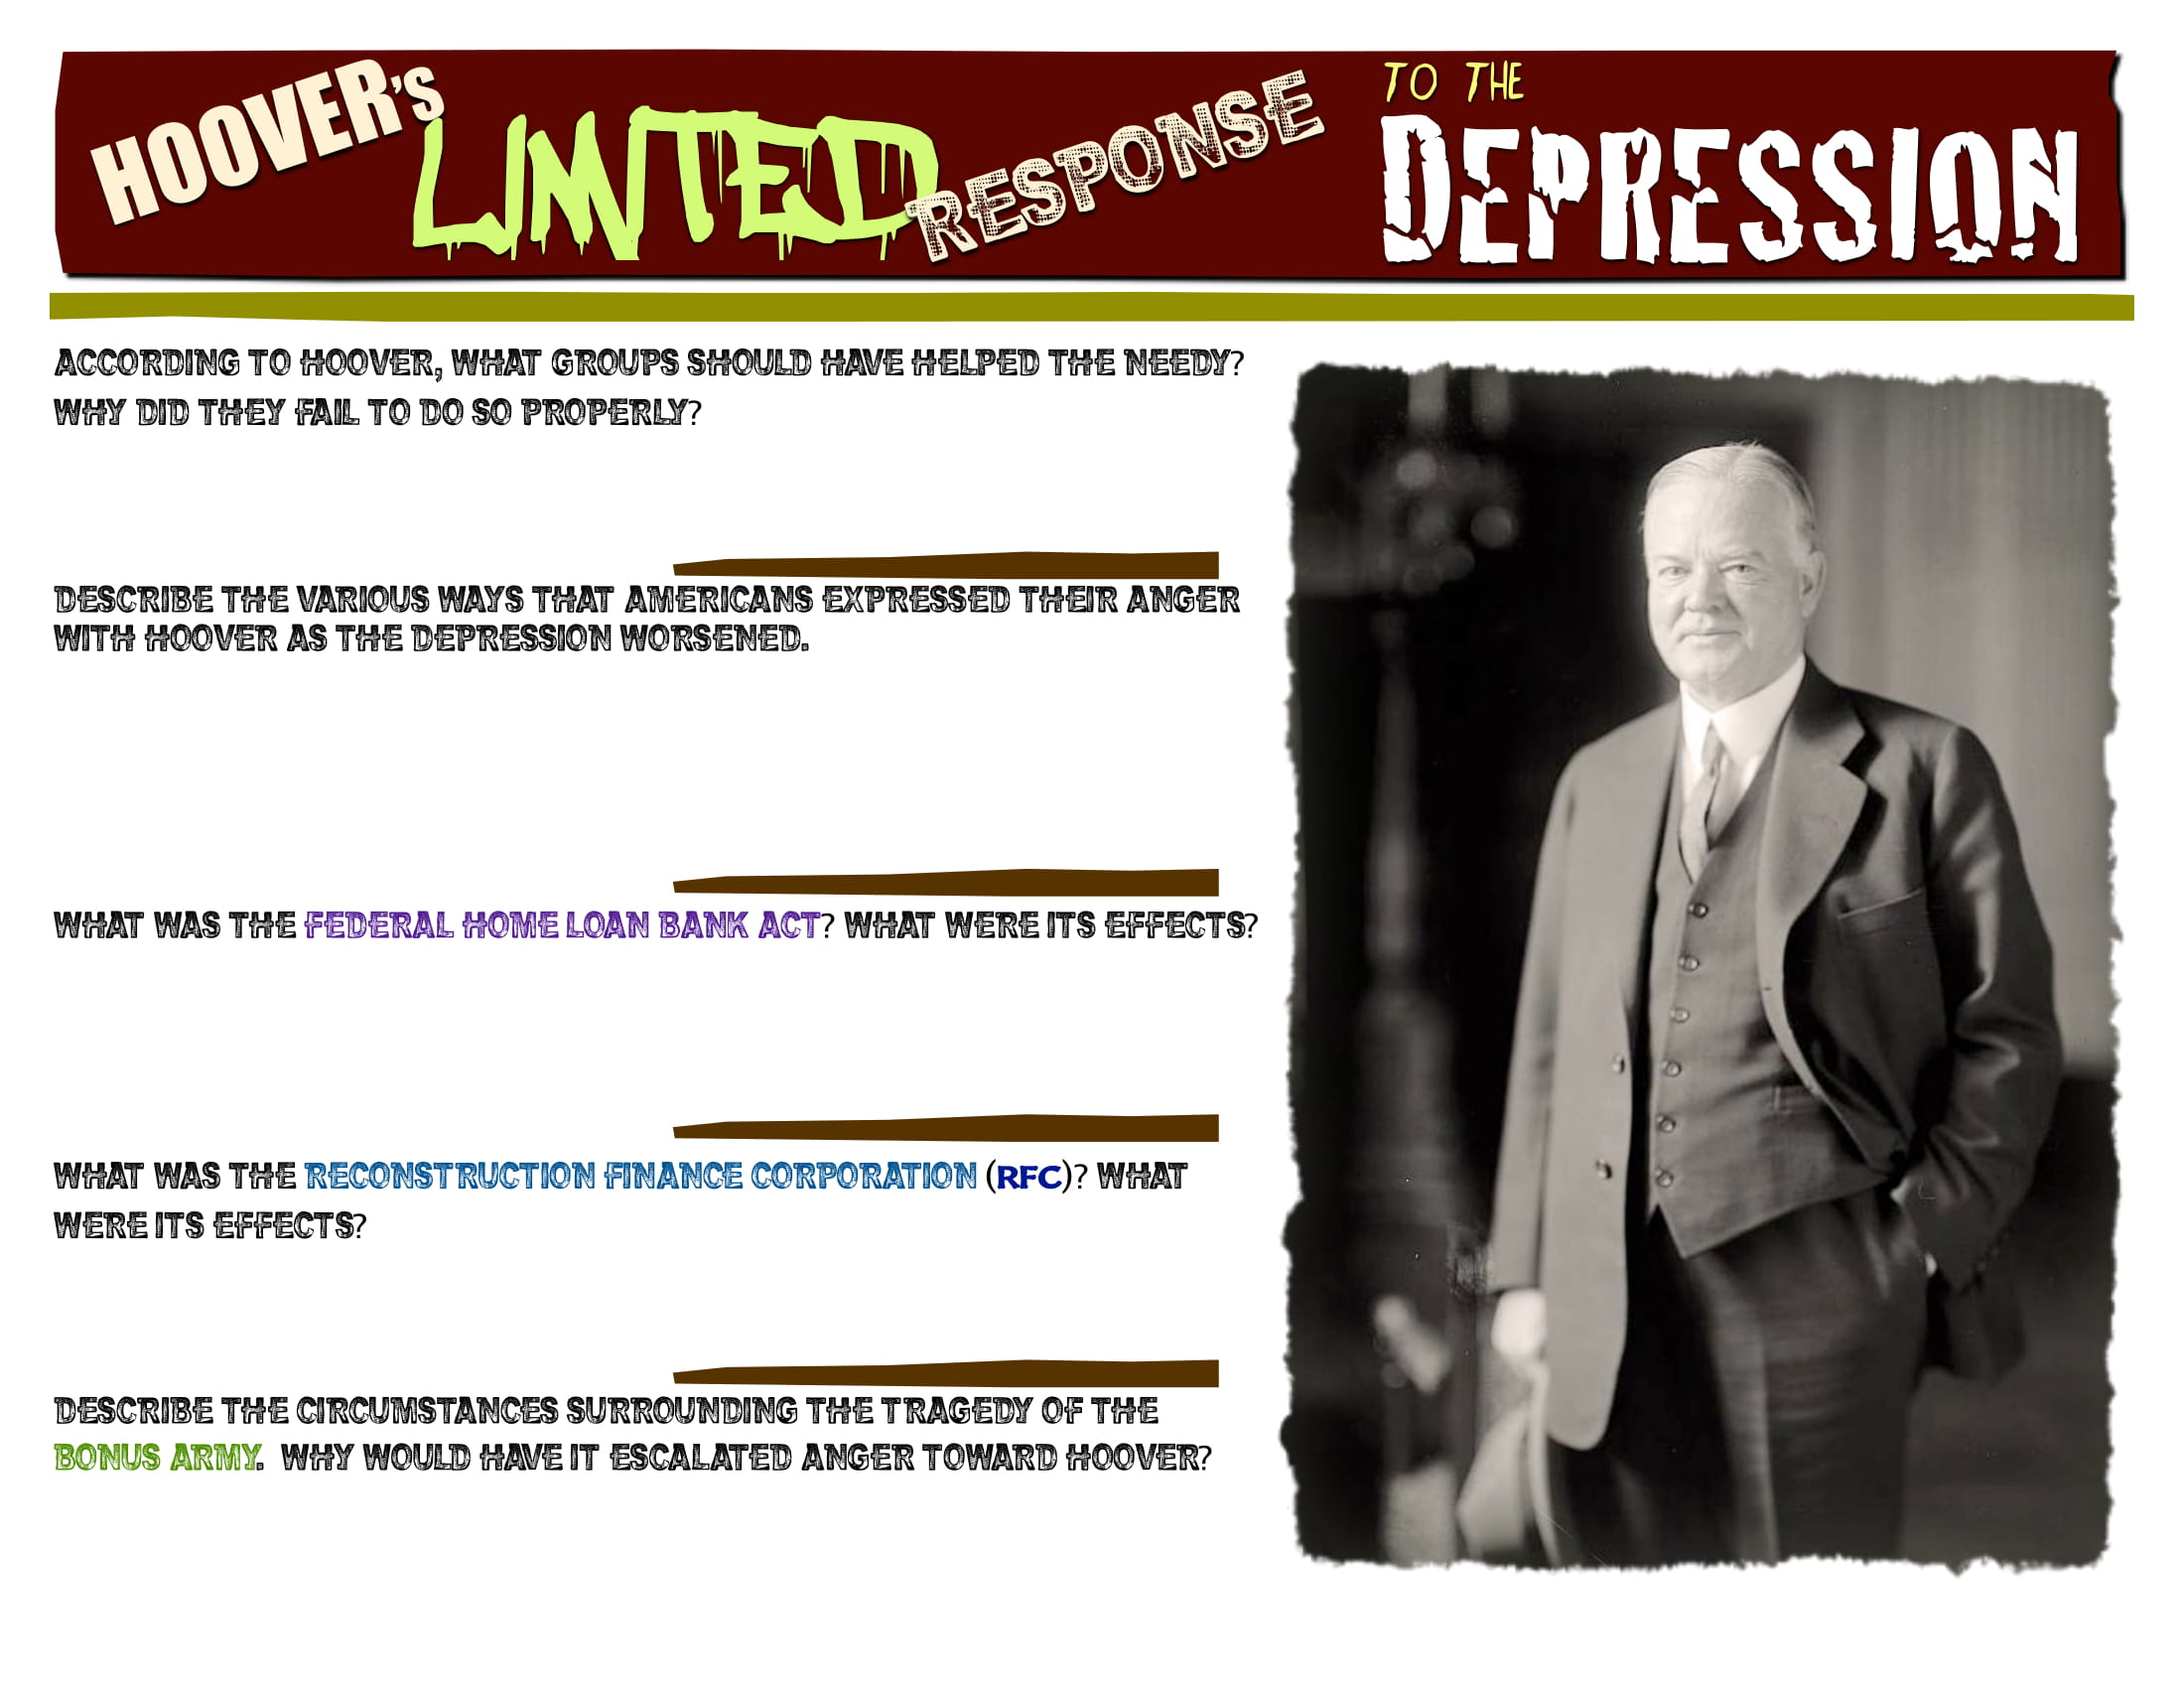 HOOVER's LIMITED RESPONSE TO THE DEPRESSION
ACCORDING TO HOOVER, WHAT GROUPS SHOULD HAVE HELPED THE NEEDY?
WHY DID THEY FAIL TO DO SO PROPERLY?
DESCRIBE THE VARIOUS WAYS THAT AMERICANS EXPRESSED THEIR ANGER
WITH HOOVER AS THE DEPRESSION WORSENED.
WHAT WAS THE FEDERAL HOME LOAN BANK ACT? WHAT WERE ITS EFFECTS?
WHAT WAS THE RECONSTRUCTION FINANCE CORPORATION (RFC)? WHAT
WERE ITS EFFECTS?
DESCRIBE THE CIRCUMSTANCES SURROUNDING THE TRAGEDY OF THE
BONUS ARMY. WHY WOULD HAVE IT ESCALATED ANGER TOWARD HOOVER?